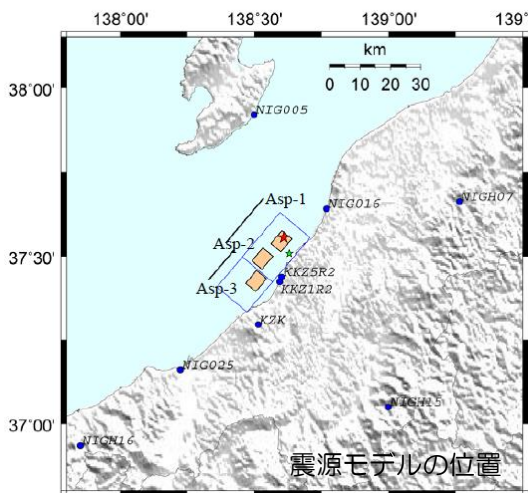 138°00' 138°30' 139°00' 139°
km
0 10 20 30
38°00'
NIG005
NIGH07
Asp-1
NIG016
Asp-2
37°30'
KKZ5R2
Asp-3
KKZ1R2
KZK
NIG025
NIGH15
37°00'
NIGH16
震源モデルの位置